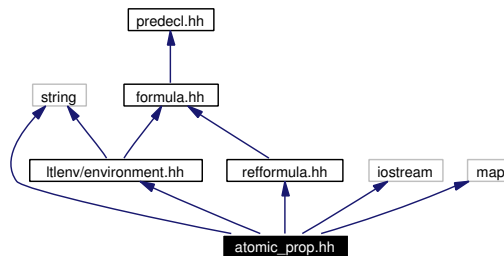 predecl.hh
string
formula.hh
ltlenv/environment.hh
refformula.hh
iostream
map
atomic_prop.hh